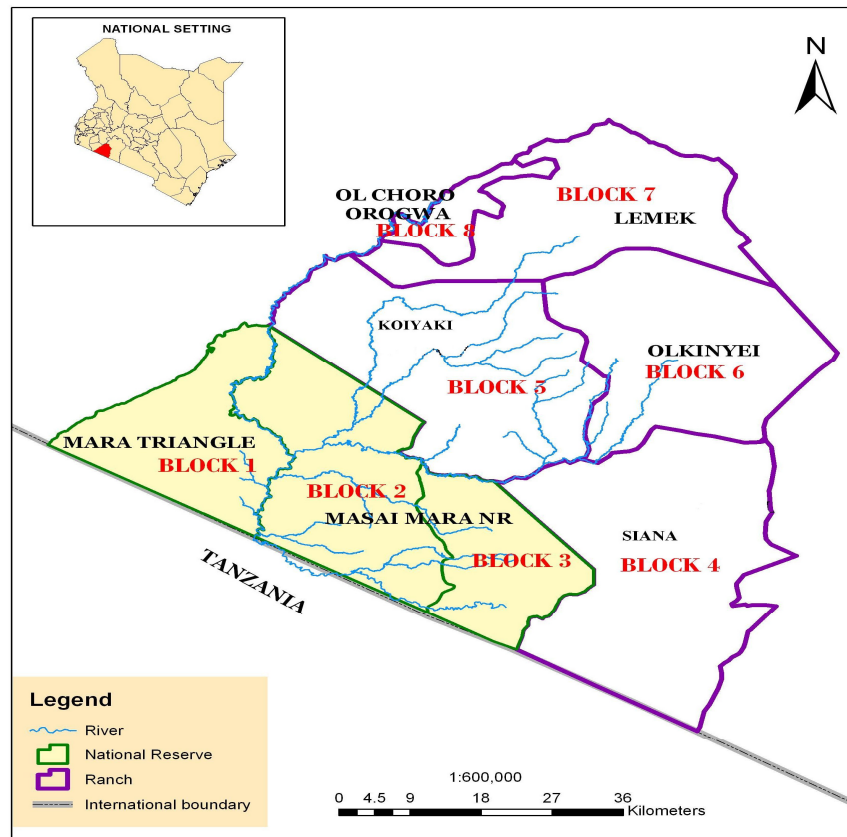 NATIONAL SETTING
N
OL CHORO
OROGWA
BLOCK 8
BLOCK 7
LEMEK
KOIYAKI
BLOCK 5
OLKINYEI
BLOCK 6
MARA TRIANGLE
BLOCK 1
BLOCK 2
MASAI MARA NR
BLOCK 3
SIANA
BLOCK 4
TANZANIA
Legend
River
National Reserve
Ranch
International boundary
1:600,000
0 4.5 9 18 27 36
Kilometers